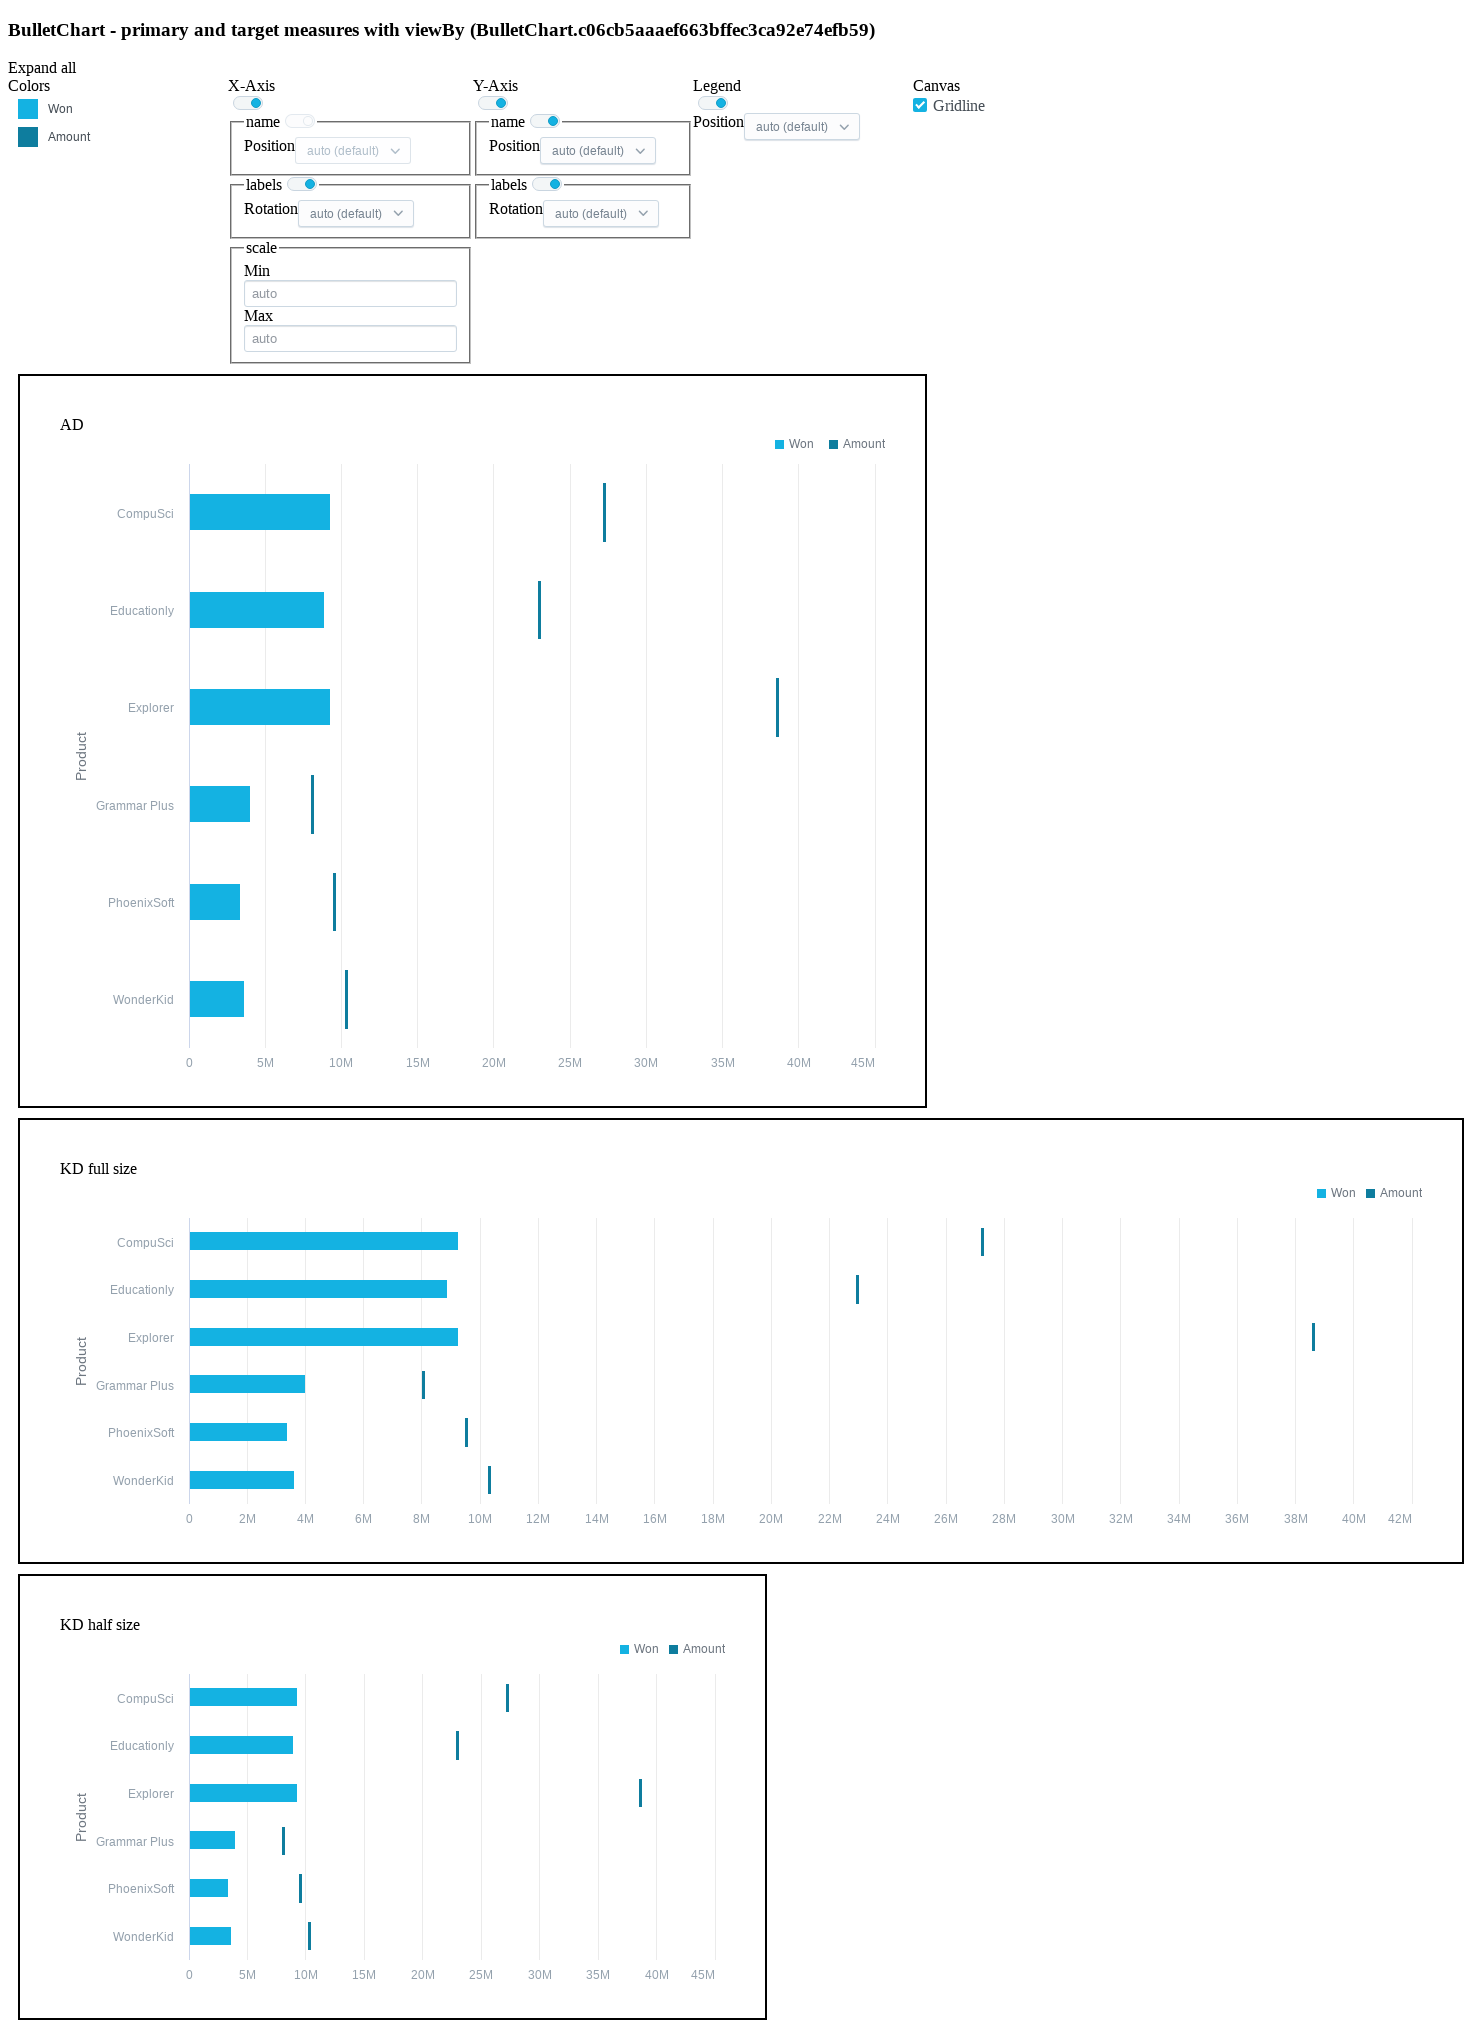 BulletChart - primary and target measures with viewBy (BulletChart.c06cb5aaaef663bffec3ca92e74efb59)
Expand all
Colors
Won
Amount
X-Axis
name
Position auto (default)
labels
Rotation auto (default)
scale
Min
auto
Max
auto
Y-Axis
name
Position auto (default)
labels
Rotation auto (default)
Legend
Position auto (default)
Canvas
Gridline
AD
Won Amount
Product
CompuSci
Educationly
Explorer
Grammar Plus
PhoenixSoft
WonderKid
0 5M 10M 15M 20M 25M 30M 35M 40M 45M
KD full size
Won Amount
Product
CompuSci
Educationly
Explorer
Grammar Plus
PhoenixSoft
WonderKid
0 2M 4M 6M 8M 10M 12M 14M 16M 18M 20M 22M 24M 26M 28M 30M 32M 34M 36M 38M 40M 42M
KD half size
Won Amount
Product
CompuSci
Educationly
Explorer
Grammar Plus
PhoenixSoft
WonderKid
0 5M 10M 15M 20M 25M 30M 35M 40M 45M